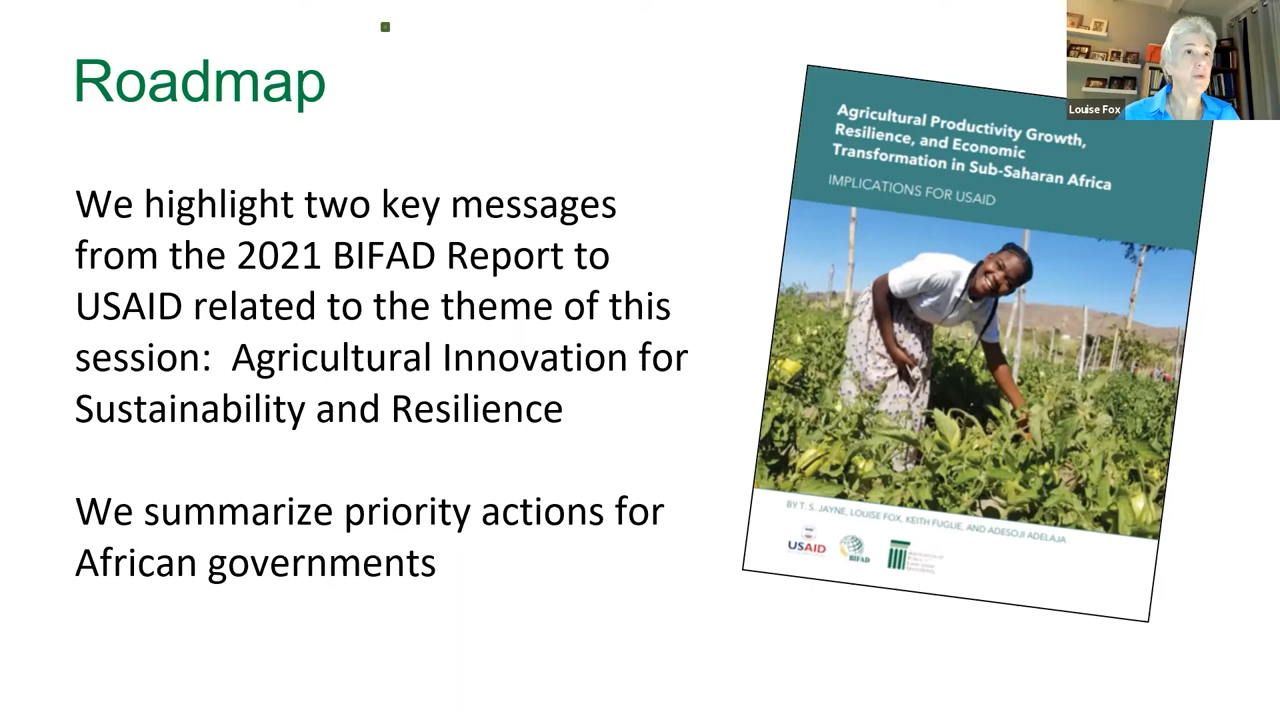 Roadmap
We highlight two key messages
from the 2021 BIFAD Report to
USAID related to the theme of this
session: Agricultural Innovation for
Sustainability and Resilience
We summarize priority actions for
African governments
Louise Fox
Agricultural Productivity Growth,
Resilience, and Economic
Transformation in Sub-Saharan Africa
IMPLICATIONS FOR USAID
BY T. S. JAYNE, LOUISE FOX, KEITH FUGLIE, AND ADESOJI ADELAJA
USAID
BIFAD